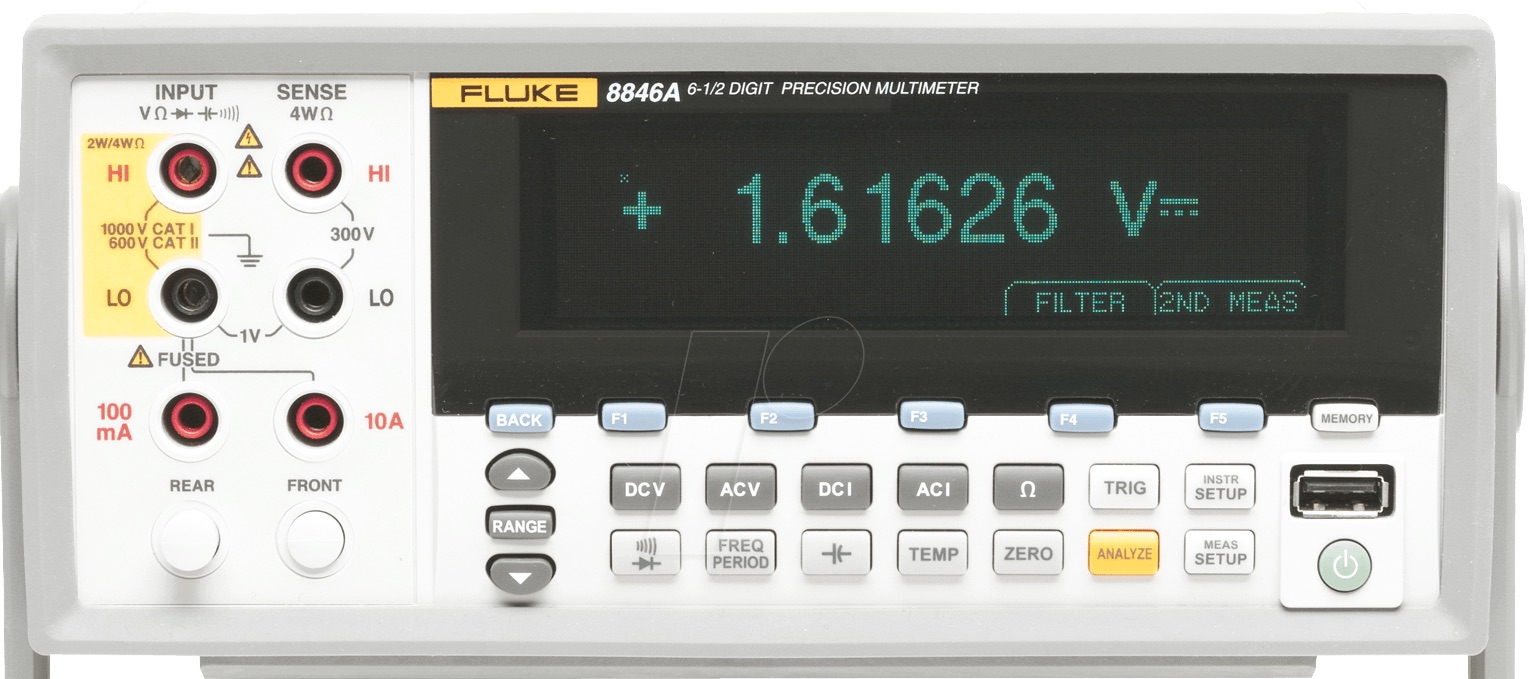 INPUT
VΩ
SENSE
4WΩ
2W/4WΩ
HI
HI
1000 V CAT I
600 V CAT II
300 V
LO
LO
1V
FUSED
100
mA
10A
REAR
FRONT
FLUKE 8846A 6-1/2 DIGIT PRECISION MULTIMETER
+ 1.61626 V
FILTER 2ND MEAS
BACK F1 F2 F3 F4 F5 MEMORY
DCV ACV DCI ACI Ω TRIG INSTR
SETUP
RANGE
FREQ
PERIOD
TEMP ZERO ANALYZE MEAS
SETUP